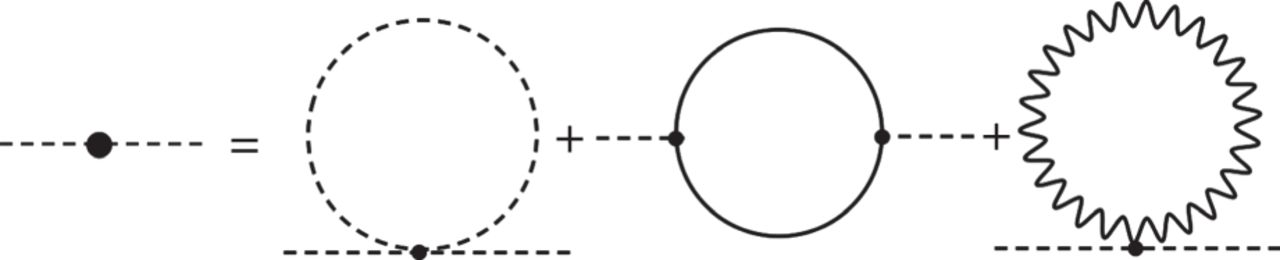 = + +